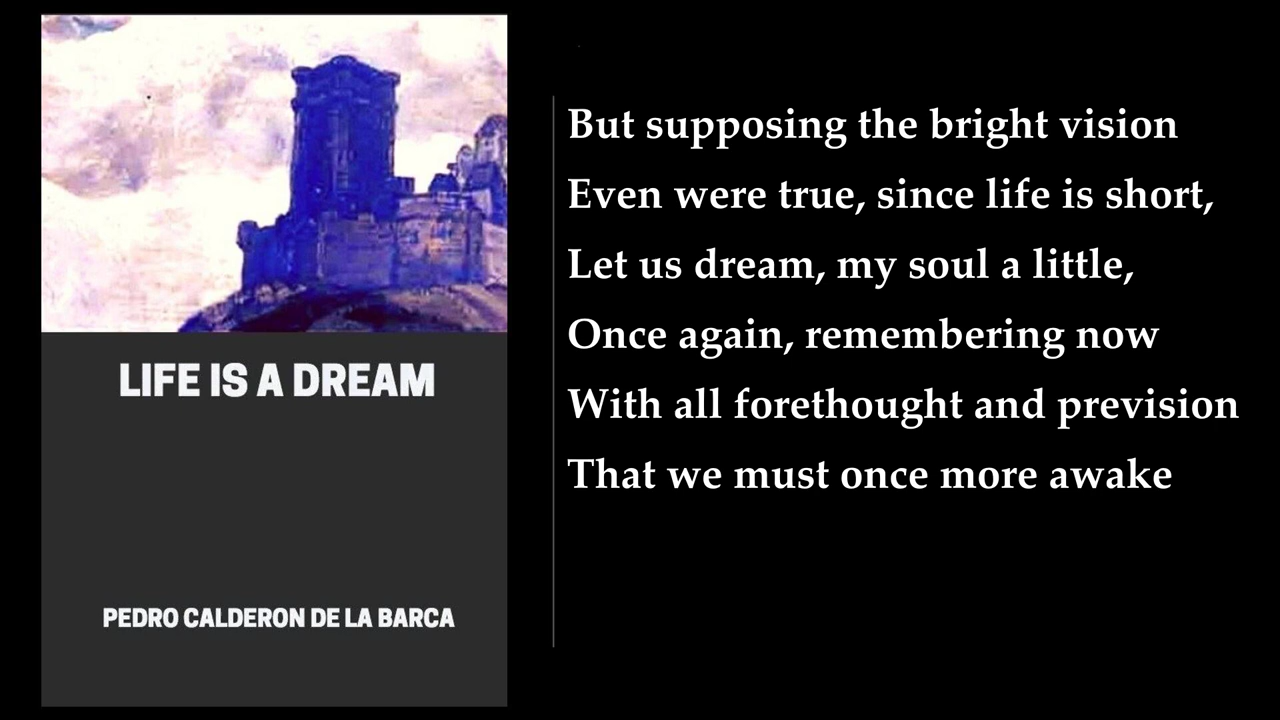 LIFE IS A DREAM
PEDRO CALDERON DE LA BARCA
But supposing the bright vision
Even were true, since life is short,
Let us dream, my soul a little,
Once again, remembering now
With all forethought and prevision
That we must once more awake